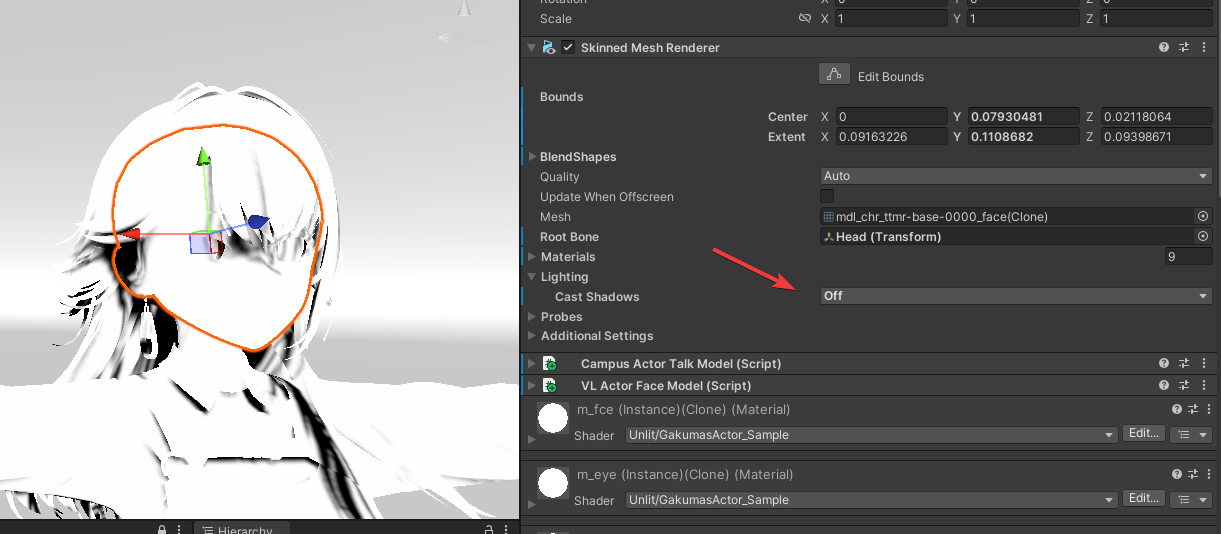 Rotation X 0 Y 0 Z 0
Scale X 1 Y 1 Z 1
Skinned Mesh Renderer
Edit Bounds
Bounds
Center X 0 Y 0.07930481 Z 0.02118064
Extent X 0.09163226 Y 0.1108682 Z 0.09398671
BlendShapes
Quality Auto
Update When Offscreen
Mesh mdl_chr_ttmr-base-0000_face(Clone)
Root Bone Head (Transform)
Materials 9
Lighting
Cast Shadows Off
Probes
Additional Settings
Campus Actor Talk Model (Script)
VL Actor Face Model (Script)
m_fce (Instance)(Clone) (Material)
Shader Unlit/GakumasActor_Sample Edit...
m_eye (Instance)(Clone) (Material)
Shader Unlit/GakumasActor_Sample Edit...
Hierarchy